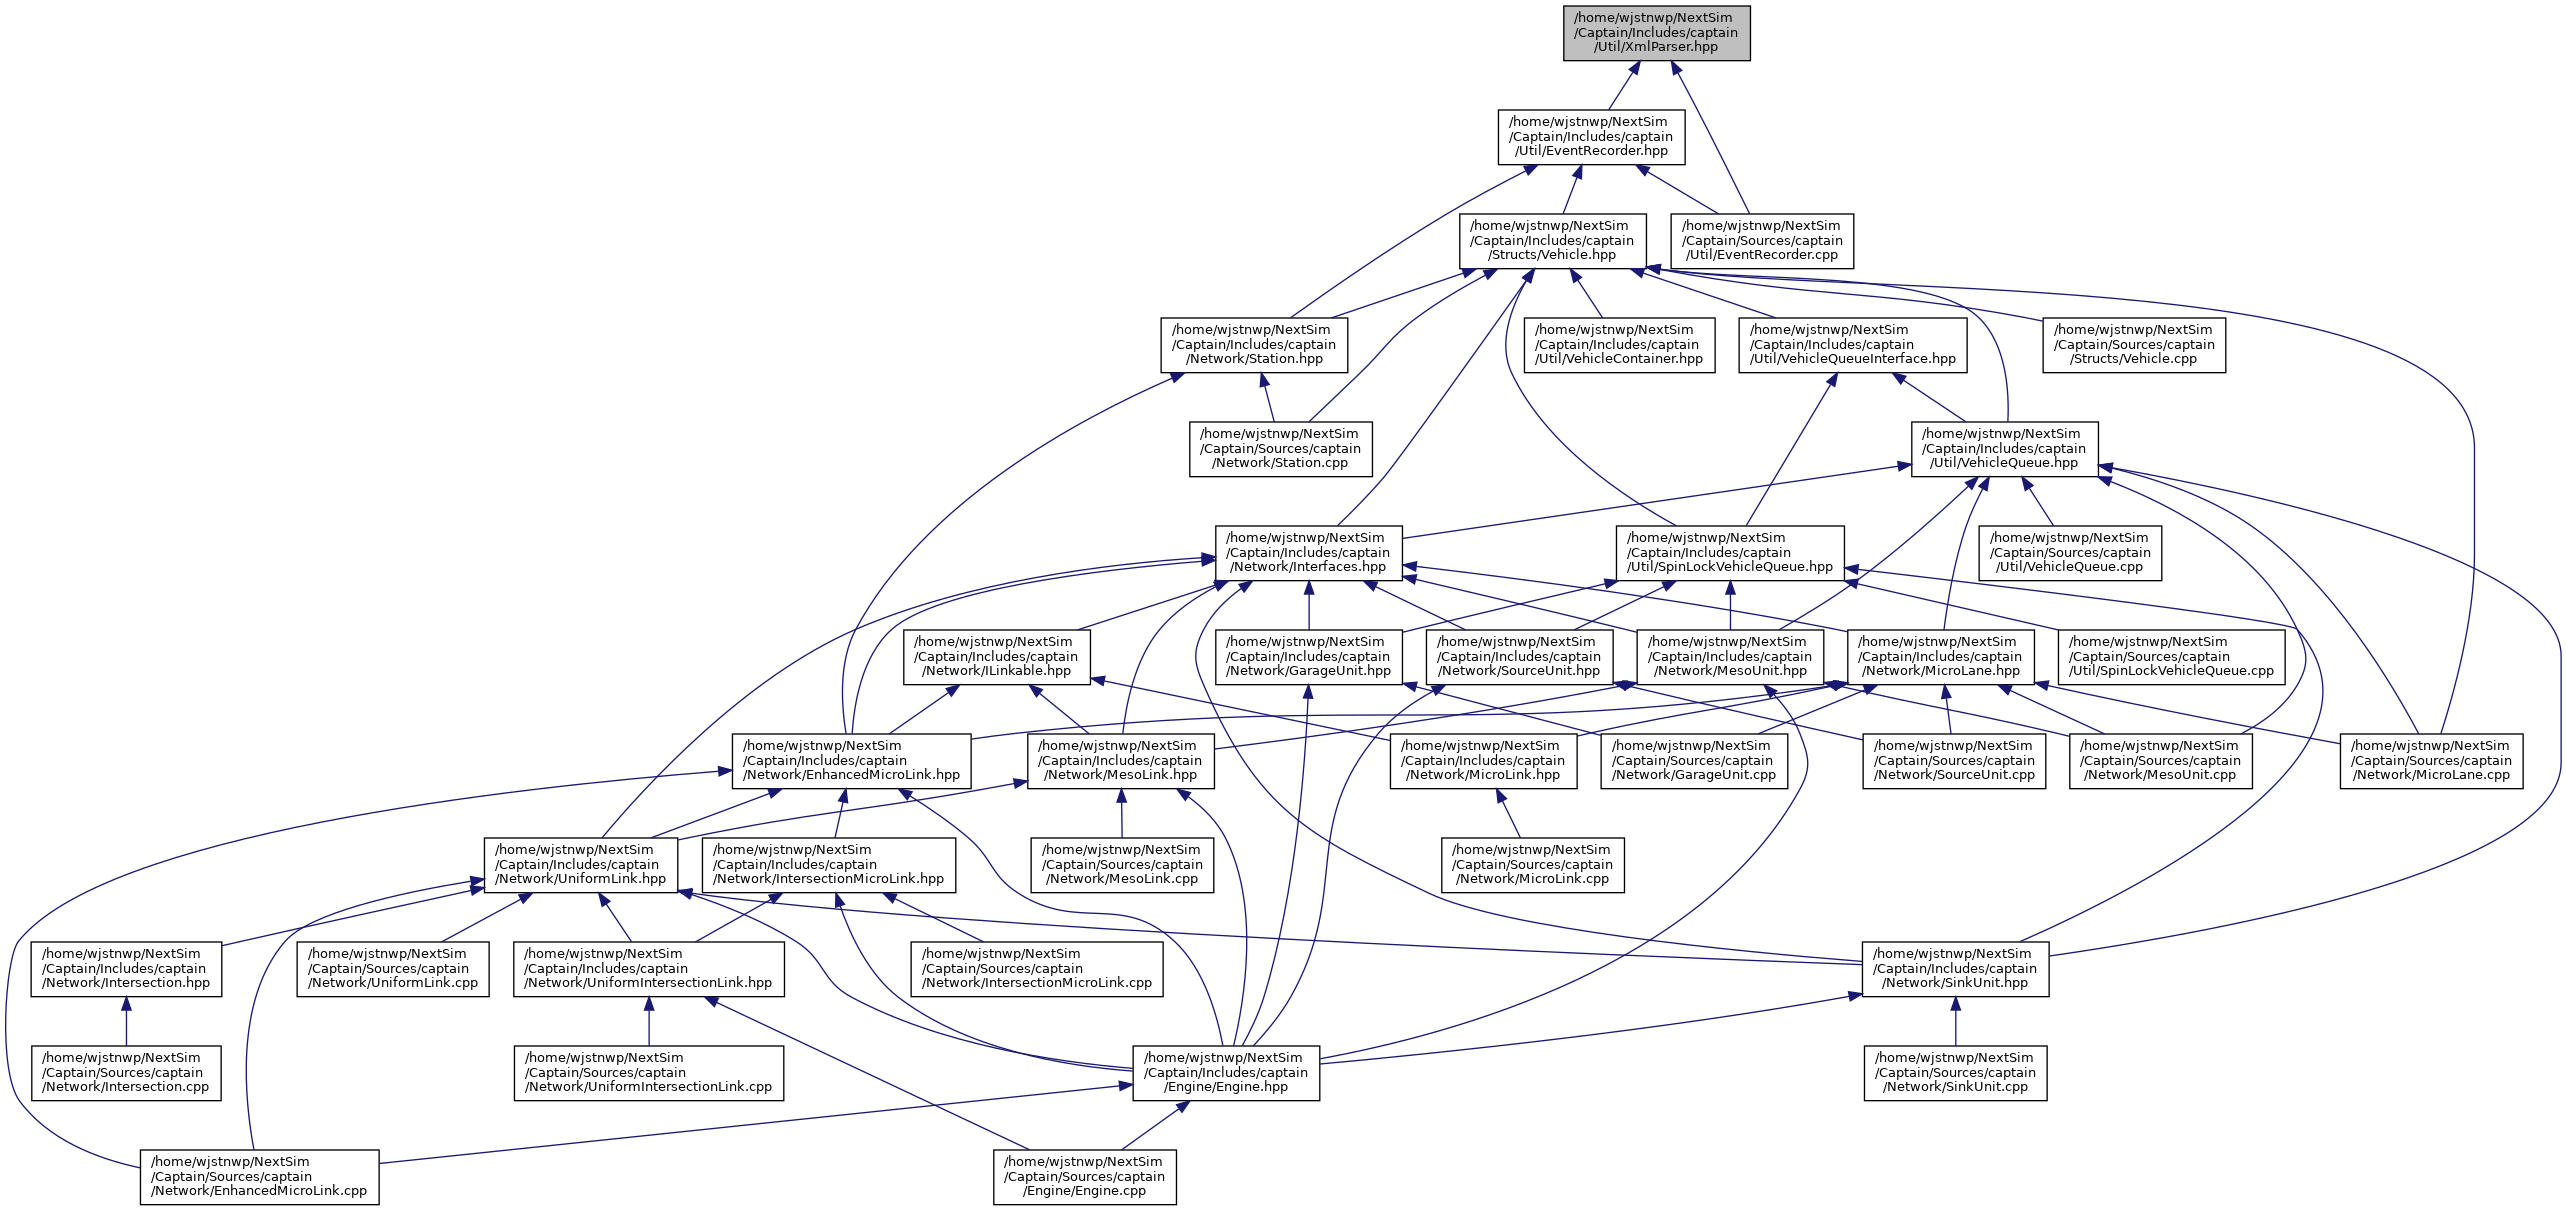 /home/wjstnwp/NextSim
/Captain/Includes/captain
/Util/XmlParser.hpp
/home/wjstnwp/NextSim
/Captain/Includes/captain
/Util/EventRecorder.hpp
/home/wjstnwp/NextSim
/Captain/Includes/captain
/Structs/Vehicle.hpp
/home/wjstnwp/NextSim
/Captain/Sources/captain
/Util/EventRecorder.cpp
/home/wjstnwp/NextSim
/Captain/Includes/captain
/Network/Station.hpp
/home/wjstnwp/NextSim
/Captain/Includes/captain
/Util/VehicleContainer.hpp
/home/wjstnwp/NextSim
/Captain/Includes/captain
/Util/VehicleQueueInterface.hpp
/home/wjstnwp/NextSim
/Captain/Sources/captain
/Structs/Vehicle.cpp
/home/wjstnwp/NextSim
/Captain/Sources/captain
/Network/Station.cpp
/home/wjstnwp/NextSim
/Captain/Includes/captain
/Util/VehicleQueue.hpp
/home/wjstnwp/NextSim
/Captain/Includes/captain
/Network/Interfaces.hpp
/home/wjstnwp/NextSim
/Captain/Includes/captain
/Util/SpinLockVehicleQueue.hpp
/home/wjstnwp/NextSim
/Captain/Sources/captain
/Util/VehicleQueue.cpp
/home/wjstnwp/NextSim
/Captain/Includes/captain
/Network/ILinkable.hpp
/home/wjstnwp/NextSim
/Captain/Includes/captain
/Network/GarageUnit.hpp
/home/wjstnwp/NextSim
/Captain/Includes/captain
/Network/SourceUnit.hpp
/home/wjstnwp/NextSim
/Captain/Includes/captain
/Network/MesoUnit.hpp
/home/wjstnwp/NextSim
/Captain/Includes/captain
/Network/MicroLane.hpp
/home/wjstnwp/NextSim
/Captain/Sources/captain
/Util/SpinLockVehicleQueue.cpp
/home/wjstnwp/NextSim
/Captain/Includes/captain
/Network/EnhancedMicroLink.hpp
/home/wjstnwp/NextSim
/Captain/Includes/captain
/Network/MesoLink.hpp
/home/wjstnwp/NextSim
/Captain/Includes/captain
/Network/MicroLink.hpp
/home/wjstnwp/NextSim
/Captain/Sources/captain
/Network/GarageUnit.cpp
/home/wjstnwp/NextSim
/Captain/Sources/captain
/Network/SourceUnit.cpp
/home/wjstnwp/NextSim
/Captain/Sources/captain
/Network/MesoUnit.cpp
/home/wjstnwp/NextSim
/Captain/Sources/captain
/Network/MicroLane.cpp
/home/wjstnwp/NextSim
/Captain/Includes/captain
/Network/UniformLink.hpp
/home/wjstnwp/NextSim
/Captain/Includes/captain
/Network/IntersectionMicroLink.hpp
/home/wjstnwp/NextSim
/Captain/Sources/captain
/Network/MesoLink.cpp
/home/wjstnwp/NextSim
/Captain/Sources/captain
/Network/MicroLink.cpp
/home/wjstnwp/NextSim
/Captain/Includes/captain
/Network/Intersection.hpp
/home/wjstnwp/NextSim
/Captain/Sources/captain
/Network/UniformLink.cpp
/home/wjstnwp/NextSim
/Captain/Includes/captain
/Network/UniformIntersectionLink.hpp
/home/wjstnwp/NextSim
/Captain/Sources/captain
/Network/IntersectionMicroLink.cpp
/home/wjstnwp/NextSim
/Captain/Includes/captain
/Network/SinkUnit.hpp
/home/wjstnwp/NextSim
/Captain/Sources/captain
/Network/Intersection.cpp
/home/wjstnwp/NextSim
/Captain/Sources/captain
/Network/UniformIntersectionLink.cpp
/home/wjstnwp/NextSim
/Captain/Includes/captain
/Engine/Engine.hpp
/home/wjstnwp/NextSim
/Captain/Sources/captain
/Network/SinkUnit.cpp
/home/wjstnwp/NextSim
/Captain/Sources/captain
/Network/EnhancedMicroLink.cpp
/home/wjstnwp/NextSim
/Captain/Sources/captain
/Engine/Engine.cpp